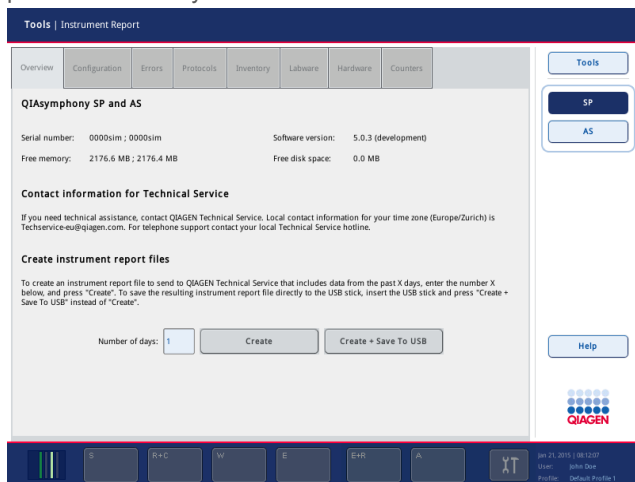 Tools | Instrument Report
Overview Configuration Errors Protocols Inventory Labware Hardware Counters
Tools
SP
AS
QIAsymphony SP and AS
Serial number: 0000sim ; 0000sim Software version: 5.0.3 (development)
Free memory: 2176.6 MB ; 2176.4 MB Free disk space: 0.0 MB
Contact information for Technical Service
If you need technical assistance, contact QIAGEN Technical Service. Local contact information for your time zone (Europe/Zurich) is
Techservice-eu@qiagen.com. For telephone support contact your local Technical Service hotline.
Create instrument report files
To create an instrument report file to send to QIAGEN Technical Service that includes data from the past X days, enter the number X
below, and press "Create". To save the resulting instrument report file directly to the USB stick, insert the USB stick and press "Create +
Save To USB" instead of "Create".
Number of days: 1 Create Create + Save To USB
Help
QIAGEN
S R+C W E E+R A
Jan 21, 2015 | 08:12:07
User: John Doe
Profile: Default Profile 1